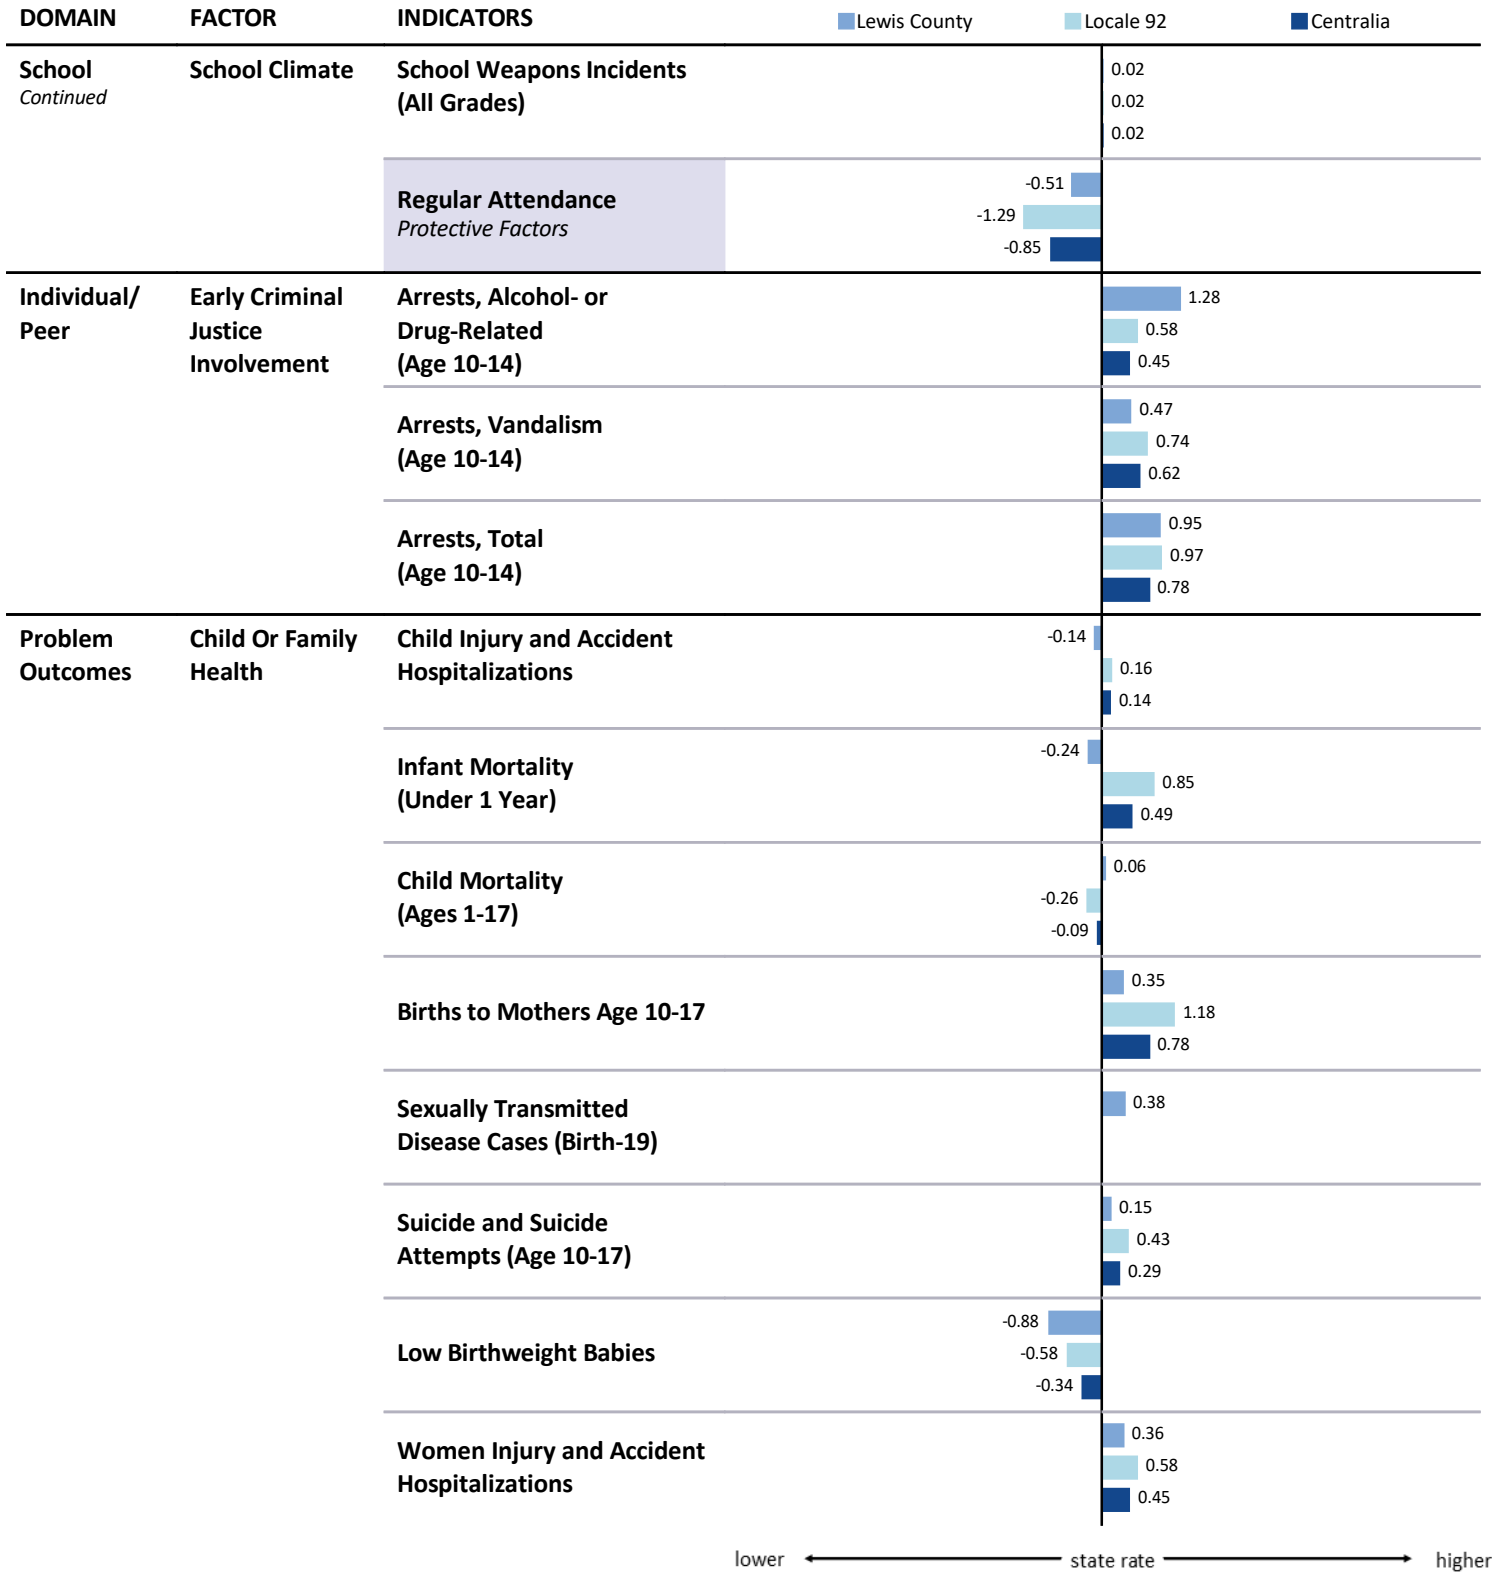 DOMAIN FACTOR INDICATORS Lewis County Locale 92 Centralia
School School Climate School Weapons Incidents
Continued (All Grades)
0.02
0.02
0.02
Regular Attendance
Protective Factors
-0.51
-1.29
-0.85
Individual/ Early Criminal Arrests, Alcohol- or
Peer Justice Drug-Related
Involvement (Age 10-14)
1.28
0.58
0.45
Arrests, Vandalism
(Age 10-14)
0.47
0.74
0.62
Arrests, Total
(Age 10-14)
0.95
0.97
0.78
Problem Child Or Family Child Injury and Accident
Outcomes Health Hospitalizations
-0.14
0.16
0.14
Infant Mortality
(Under 1 Year)
-0.24
0.85
0.49
Child Mortality
(Ages 1-17)
0.06
-0.26
-0.09
Births to Mothers Age 10-17
0.35
1.18
0.78
Sexually Transmitted
Disease Cases (Birth-19)
0.38
Suicide and Suicide
Attempts (Age 10-17)
0.15
0.43
0.29
Low Birthweight Babies
-0.88
-0.58
-0.34
Women Injury and Accident
Hospitalizations
0.36
0.58
0.45
lower state rate higher